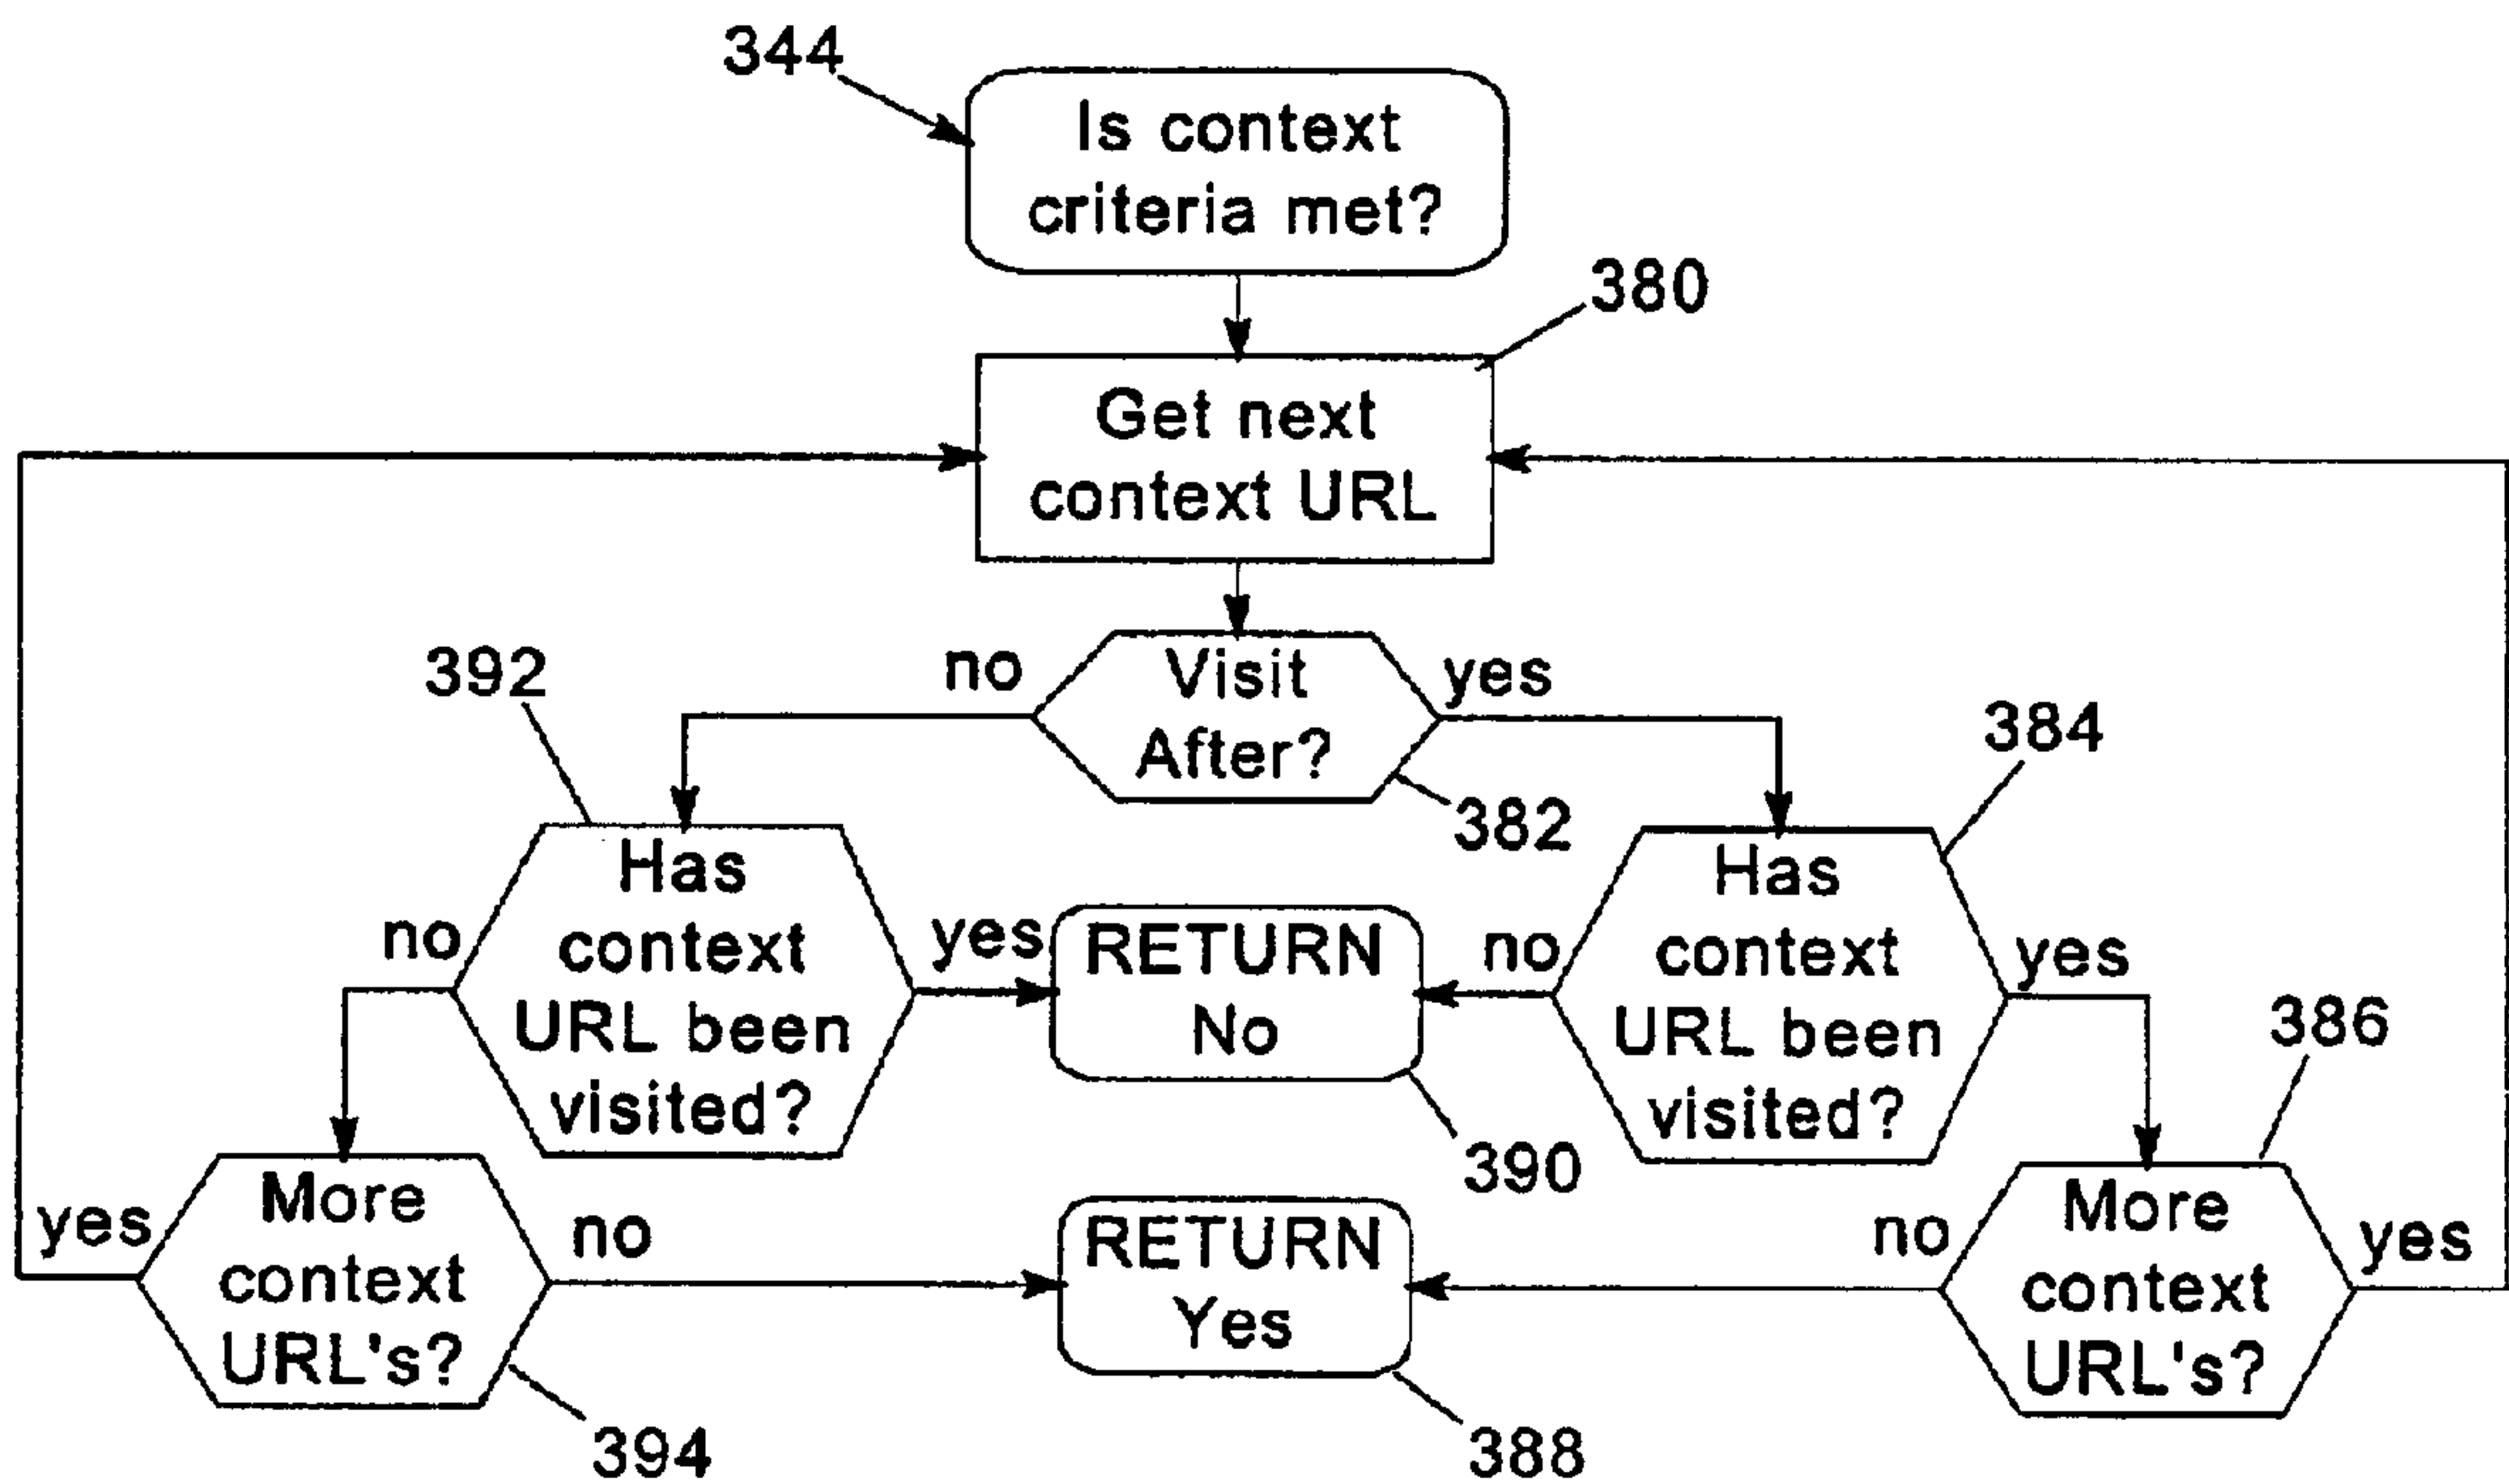 344
Is context
criteria met?
380
Get next
context URL
392
no
Visit
After?
yes
384
382
Has
context
URL been
visited?
no
yes
RETURN
No
no
Has
context
URL been
visited?
yes
386
390
yes
More
context
URL's?
no
RETURN
Yes
no
More
context
URL's?
yes
394
388